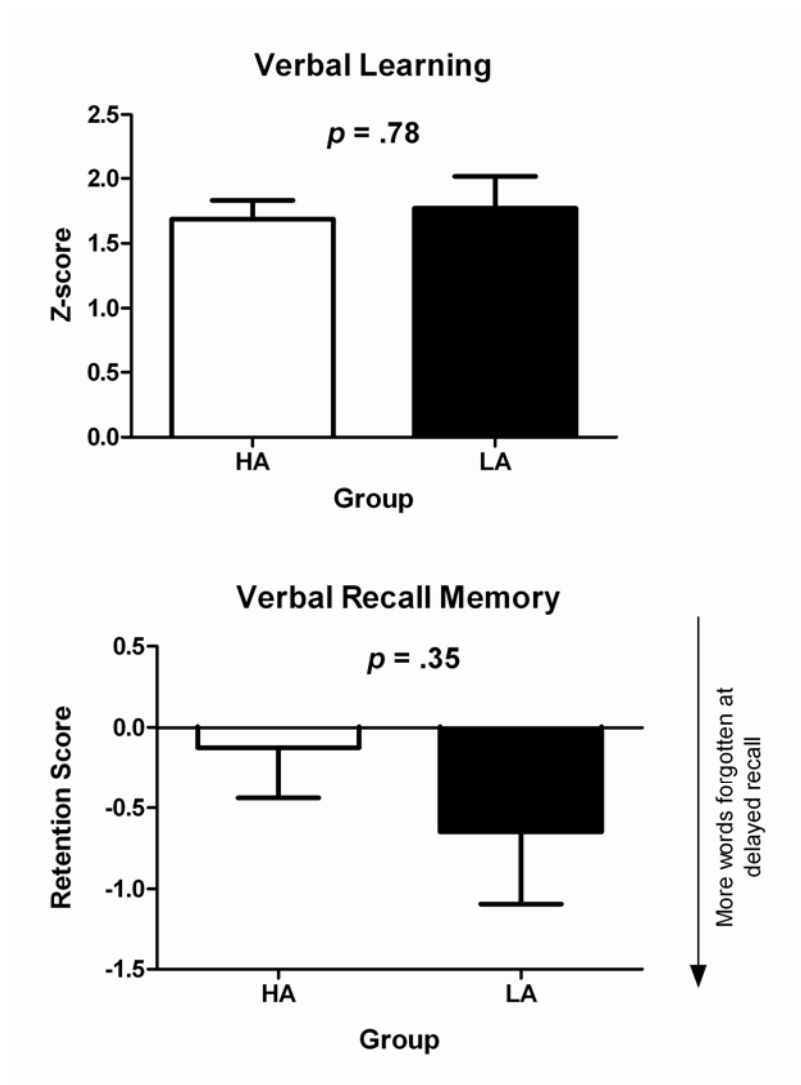 Verbal Learning
p = .78
2.5
2.0
1.5
1.0
0.5
0.0
Z-score
HA
LA
Group
Verbal Recall Memory
p = .35
0.5
0.0
-0.5
-1.0
-1.5
Retention Score
HA
LA
Group
More words forgotten at
delayed recall